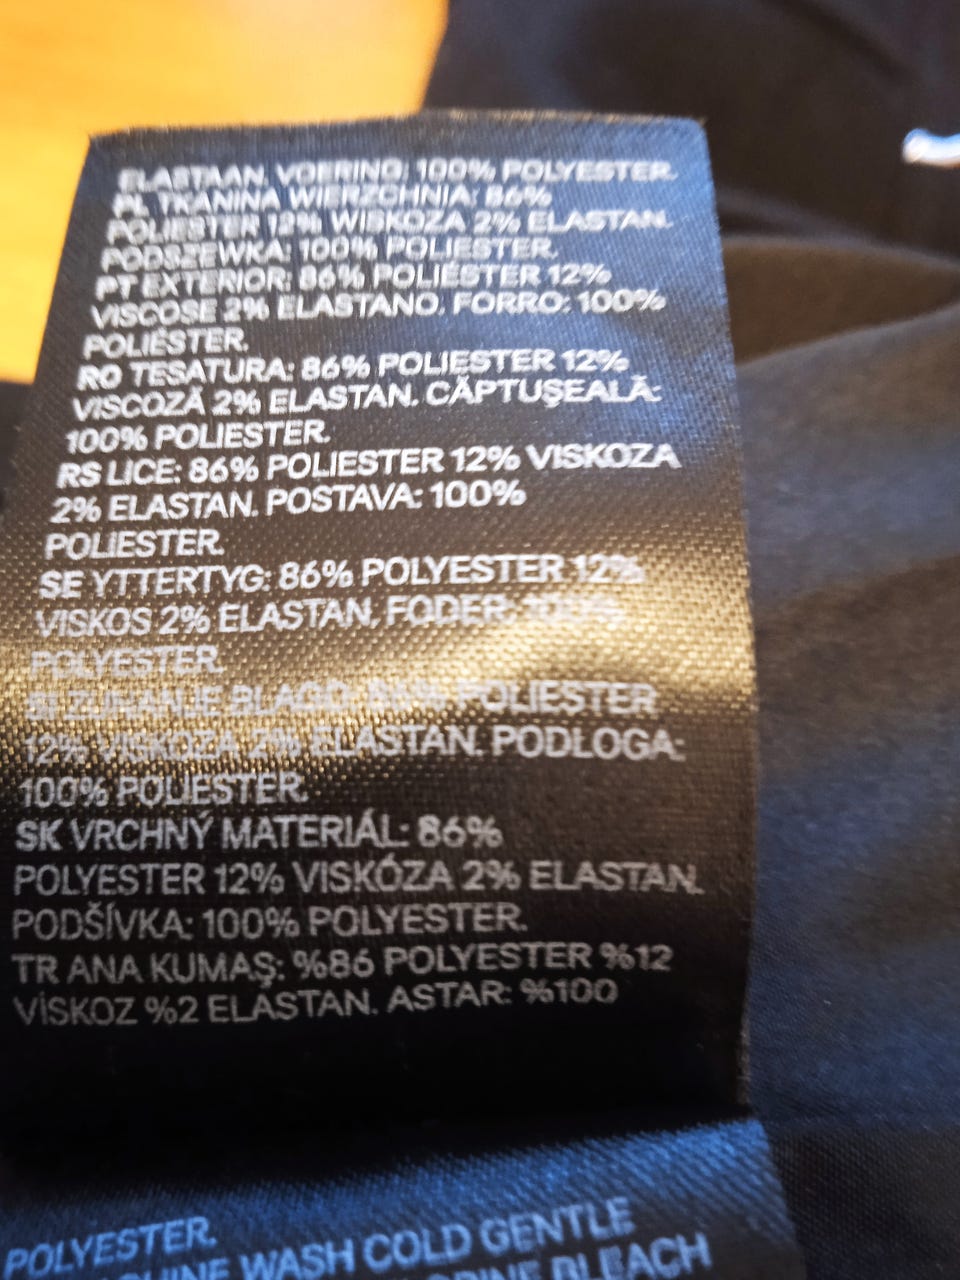 ELASTAAN. VOERING: 100% POLYESTER.
PL TKANINA WIERZCHNIA: 86%
POLIESTER 12% WISKOZA 2% ELASTAN.
PODSZEWKA: 100% POLIESTER.
PT EXTERIOR: 86% POLIÉSTER 12%
VISCOSE 2% ELASTANO. FORRO: 100%
POLIÉSTER.
RO TESATURA: 86% POLIESTER 12%
VISCOZĂ 2% ELASTAN. CĂPTUŞEALĂ:
100% POLIESTER.
RS LICE: 86% POLIESTER 12% VISKOZA
2% ELASTAN. POSTAVA: 100%
POLIESTER.
SE YTTERTYG: 86% POLYESTER 12%
VISKOS 2% ELASTAN. FODER: 100%
POLYESTER.
SI ZUNANJE BLAGO: 86% POLIESTER
12% VISKOZA 2% ELASTAN. PODLOGA:
100% POLIESTER.
SK VRCHNÝ MATERIÁL: 86%
POLYESTER 12% VISKÓZA 2% ELASTAN.
PODŠÍVKA: 100% POLYESTER.
TR ANA KUMAŞ: %86 POLYESTER %12
VİSKOZ %2 ELASTAN. ASTAR: %100
POLYESTER.
WASH COLD GENTLE
BLEACH